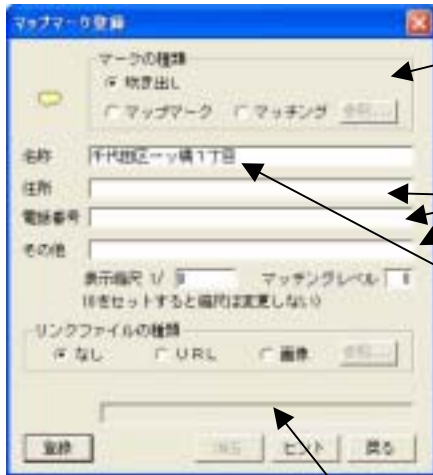 マップマーク登録
マークの種類
吹き出し
マップマーク マッチング 参照...
名称 千代田区一ッ橋1丁目
住所
電話番号
その他
表示縮尺 1/ 0 マッチングレベル 0
(0をセットすると縮尺は変更しない)
リンクファイルの種類
なし URL 画像 参照...
登録 ヒント 戻る